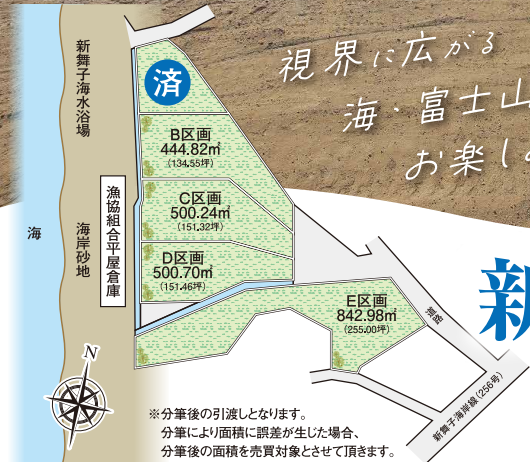 視界に広がる
海・富士山
お楽しみ
新
済
B区画
444.82㎡
(134.55坪)
C区画
500.24㎡
(151.32坪)
D区画
500.70㎡
(151.46坪)
E区画
842.98㎡
(255.00坪)
新舞子海水浴場
海岸砂地
海
漁協組合平屋倉庫
道路
新舞子海岸線(256号)
N
※分筆後の引渡しとなります。
分筆により面積に誤差が生じた場合、
分筆後の面積を売買対象とさせて頂きます。